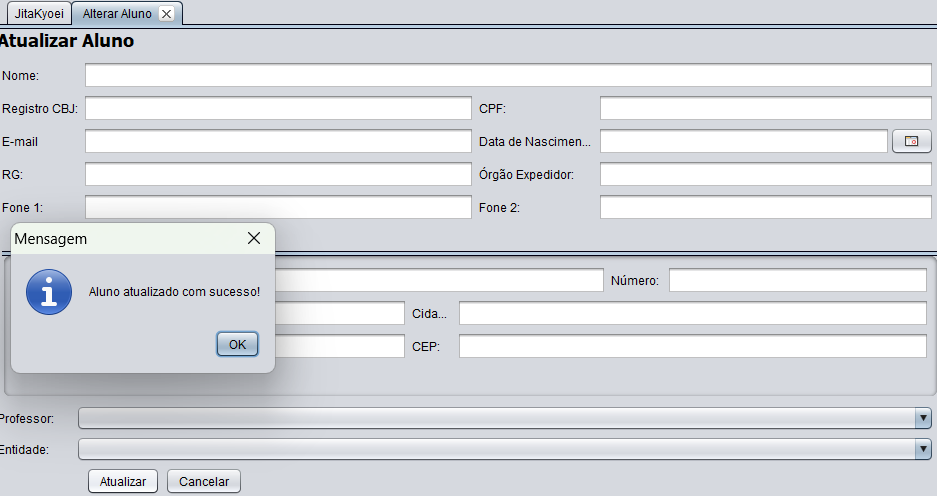 JitaKyoei Alterar Aluno
Atualizar Aluno
Nome:
Registro CBJ: CPF:
E-mail Data de Nascimen...
RG: Órgão Expedidor:
Fone 1: Fone 2:
Mensagem
Aluno atualizado com sucesso!
OK
Número:
Cida...
CEP:
Professor:
Entidade:
Atualizar Cancelar